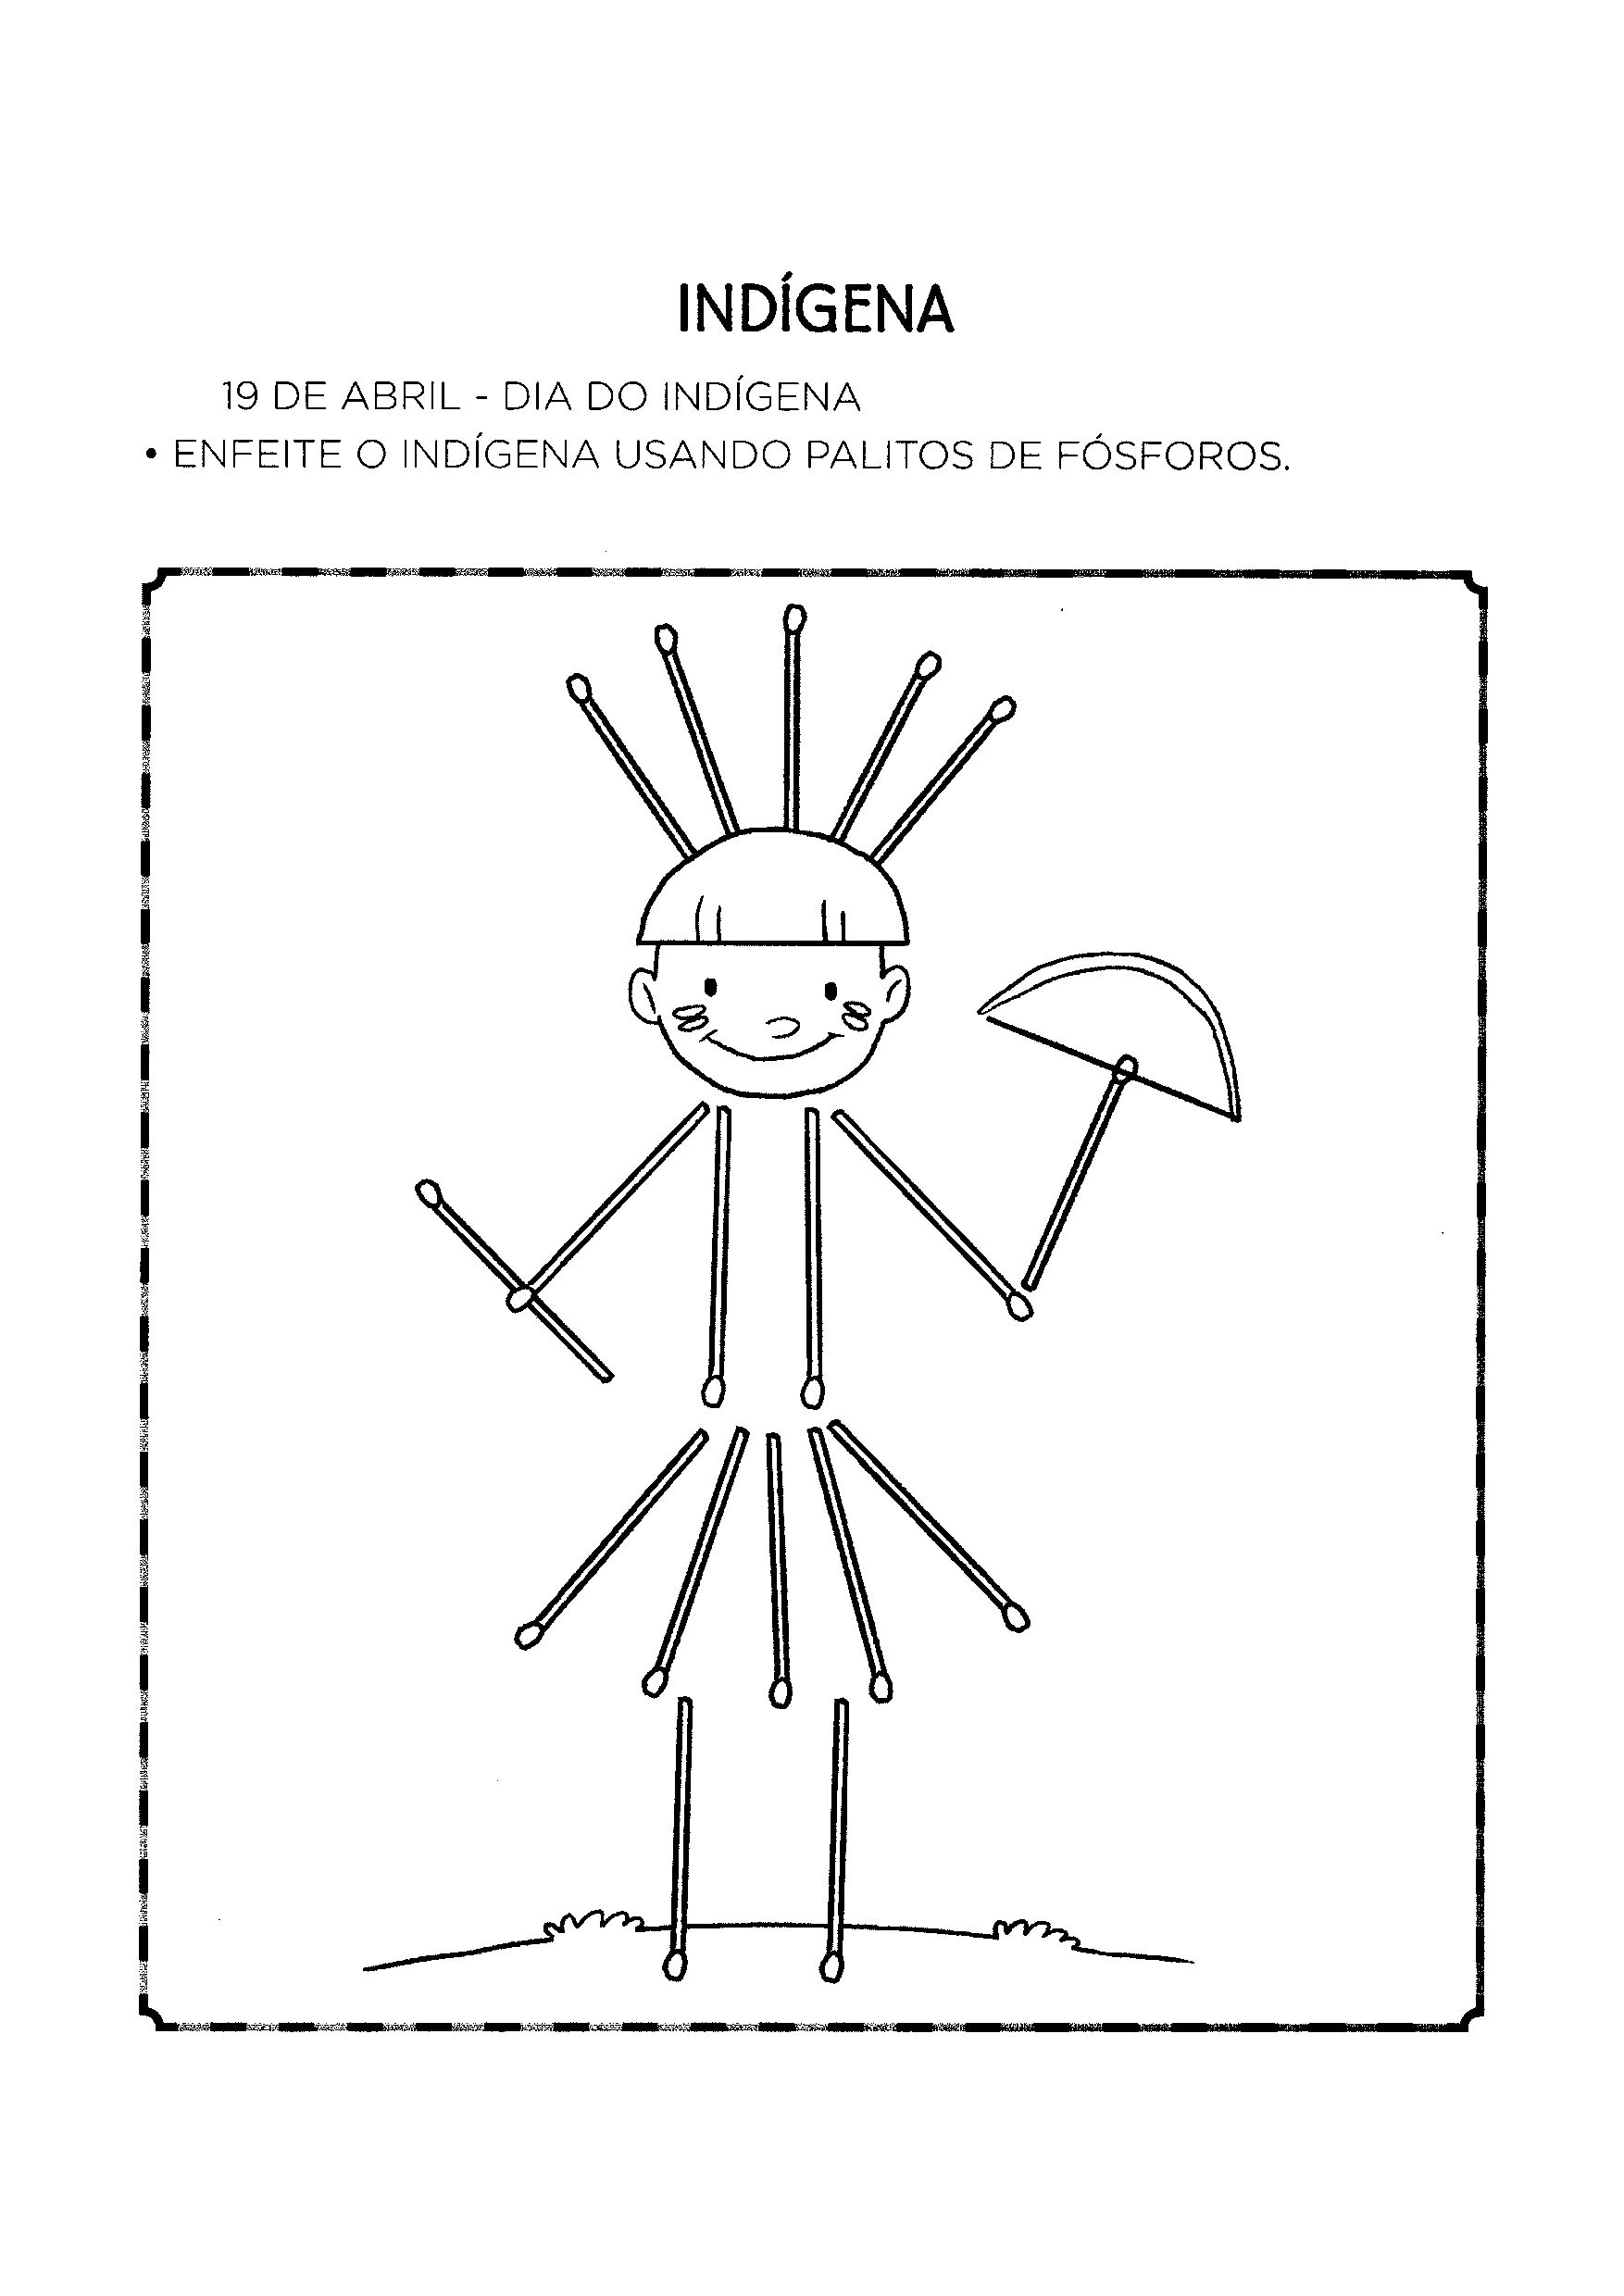 INDÍGENA
19 DE ABRIL - DIA DO INDÍGENA
• ENFEITE O INDÍGENA USANDO PALITOS DE FÓSFOROS.